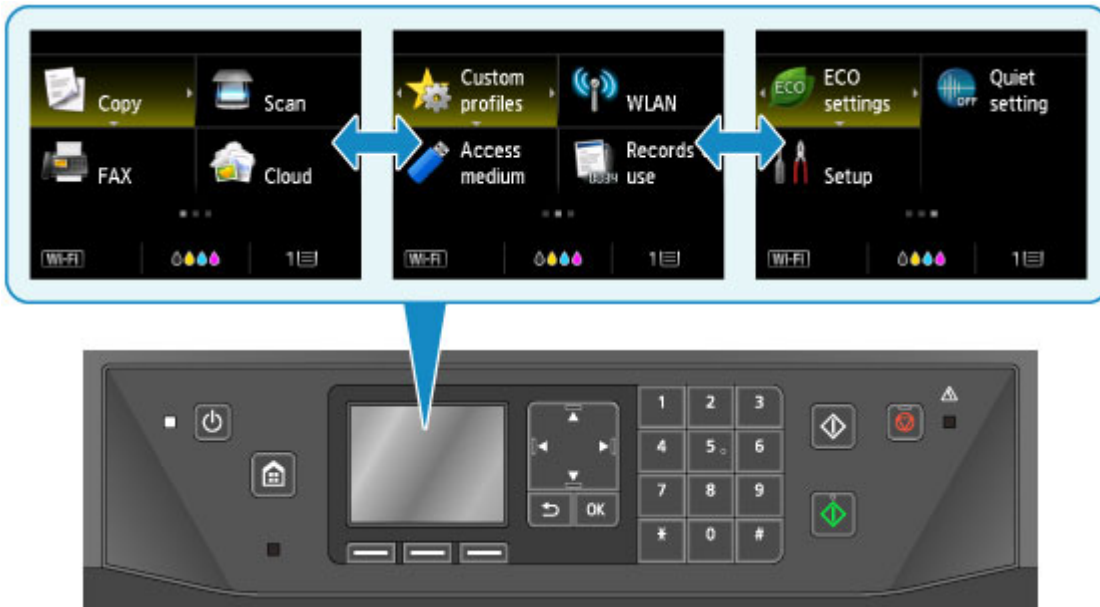 Copy
Scan
FAX
Cloud
Wi-Fi
1
Custom
profiles
WLAN
Access
medium
Records
use
0034
Wi-Fi
1
ECO
ECO
settings
OFF
Quiet
setting
Setup
Wi-Fi
1
1 2 3
4 5 6
7 8 9
OK
* 0 #